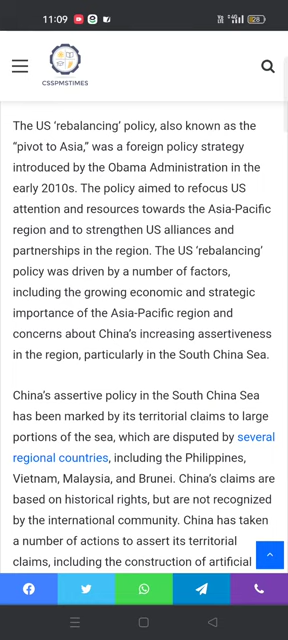 11:09
28
CSSPMSTIMES
The US ‘rebalancing’ policy, also known as the
“pivot to Asia,” was a foreign policy strategy
introduced by the Obama Administration in the
early 2010s. The policy aimed to refocus US
attention and resources towards the Asia-Pacific
region and to strengthen US alliances and
partnerships in the region. The US ‘rebalancing’
policy was driven by a number of factors,
including the growing economic and strategic
importance of the Asia-Pacific region and
concerns about China’s increasing assertiveness
in the region, particularly in the South China Sea.
China’s assertive policy in the South China Sea
has been marked by its territorial claims to large
portions of the sea, which are disputed by several
regional countries, including the Philippines,
Vietnam, Malaysia, and Brunei. China’s claims are
based on historical rights, but are not recognized
by the international community. China has taken
a number of actions to assert its territorial
claims, including the construction of artificial